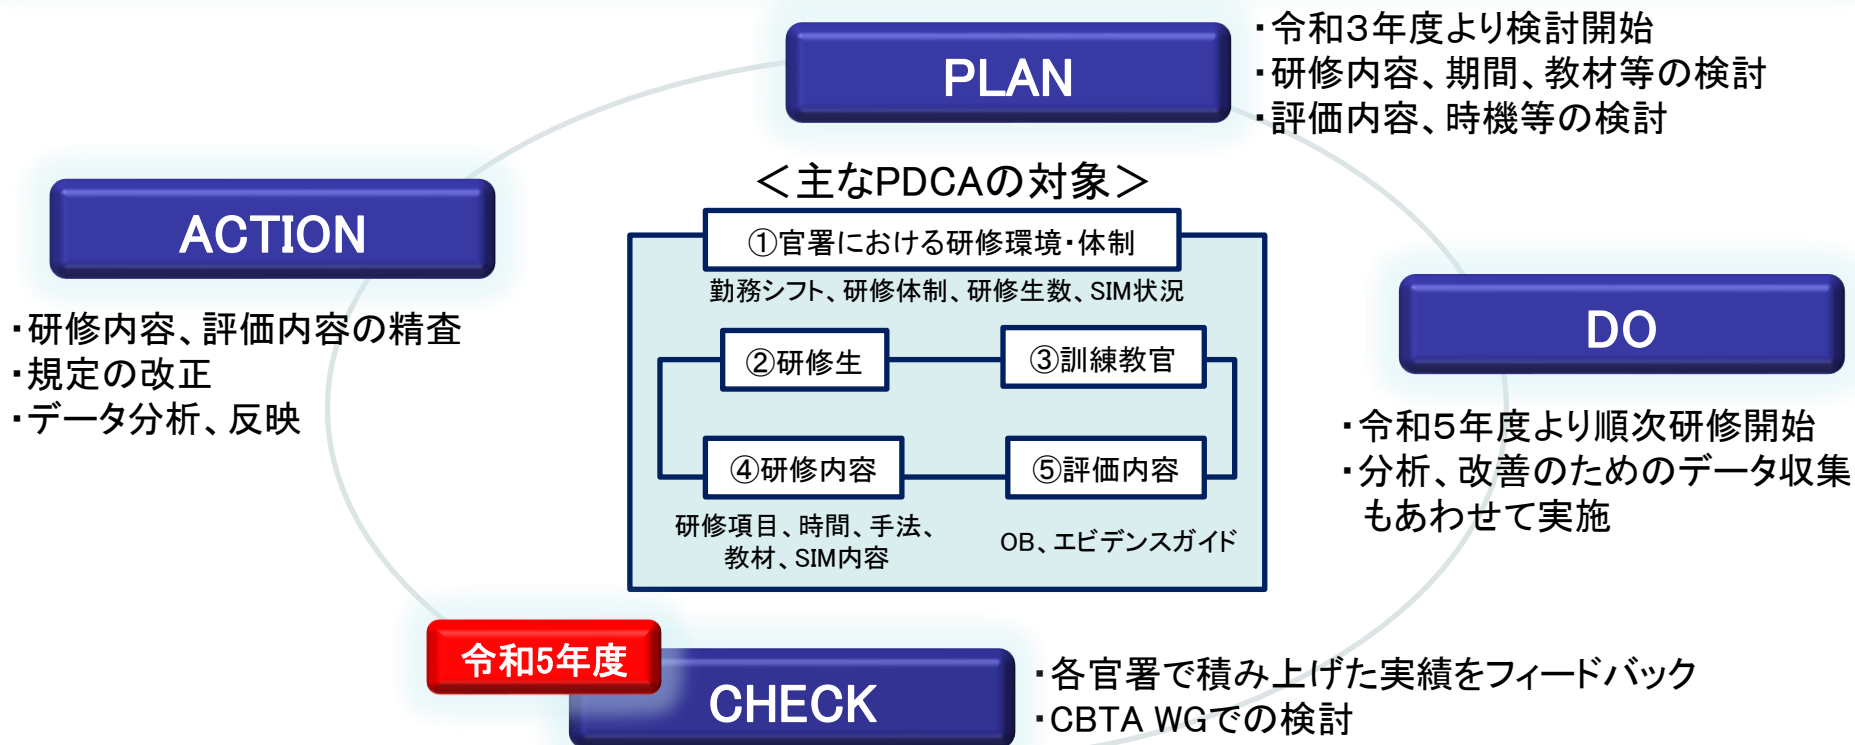 PLAN
・令和3年度より検討開始
・研修内容、期間、教材等の検討
・評価内容、時機等の検討
<主なPDCAの対象>
①官署における研修環境・体制
勤務シフト、研修体制、研修生数、SIM状況
②研修生
③訓練教官
④研修内容
⑤評価内容
研修項目、時間、手法、
教材、SIM内容
OB、エビデンスガイド
ACTION
・研修内容、評価内容の精査
・規定の改正
・データ分析、反映
DO
・令和5年度より順次研修開始
・分析、改善のためのデータ収集
もあわせて実施
令和5年度
CHECK
・各官署で積み上げた実績をフィードバック
・CBTA WGでの検討